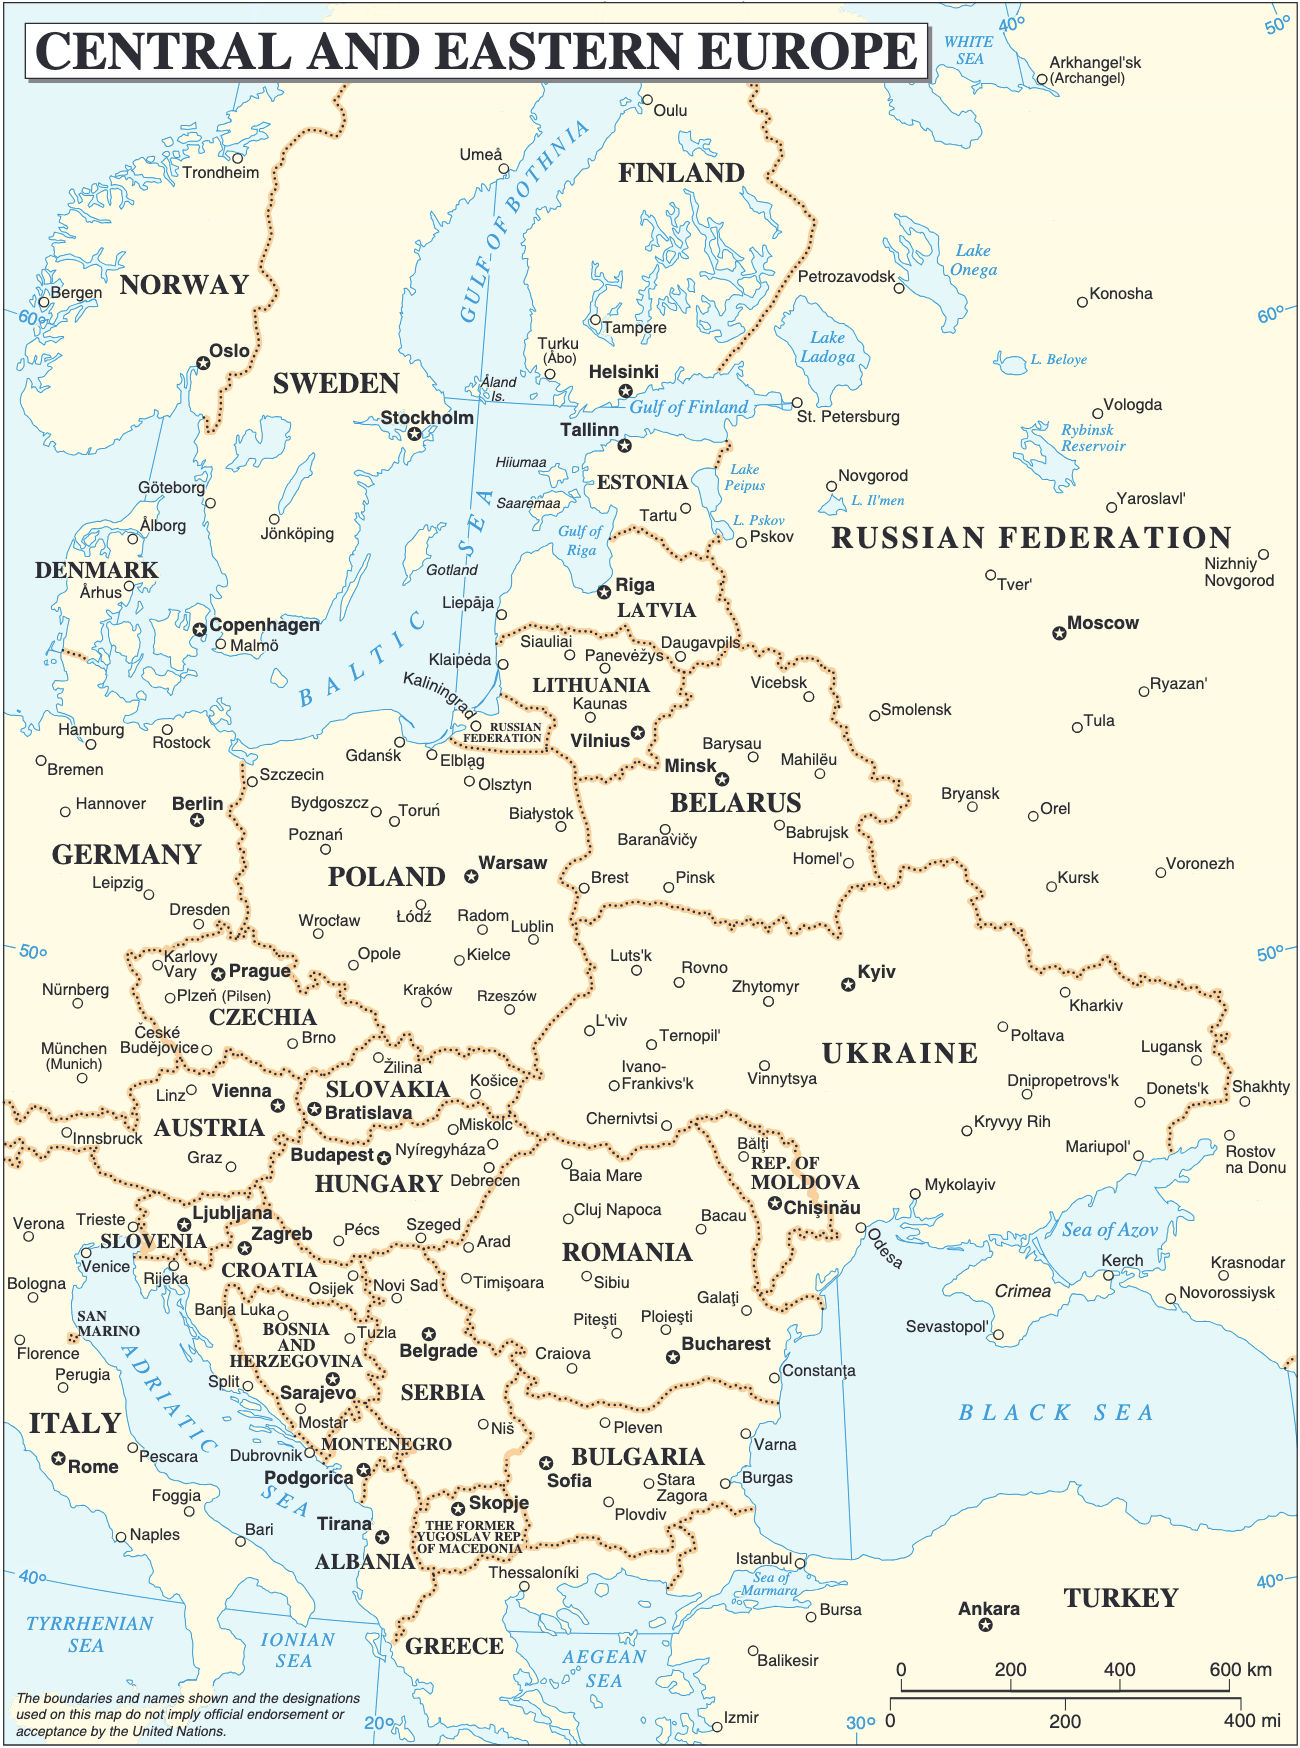 CENTRAL AND EASTERN EUROPE
40°
50°
WHITE
SEA
Arkhangel'sk
(Archangel)
Oulu
Umeå
Trondheim
FINLAND
GULF OF BOTHNIA
Lake
Onega
Petrozavodsk
NORWAY
Bergen
Konosha
60°
60°
Tampere
Turku
(Åbo)
Lake
Ladoga
L. Beloye
Oslo
Helsinki
SWEDEN
Åland
Is.
Gulf of Finland
St. Petersburg
Vologda
Stockholm
Tallinn
Rybinsk
Reservoir
Hiiumaa
ESTONIA
Lake
Peipus
Novgorod
Göteborg
Saaremaa
L. Il'men
Yaroslavl'
Tartu
L. Pskov
Pskov
Ålborg
Jönköping
Gulf of
Riga
RUSSIAN FEDERATION
Nizhniy
Novgorod
DENMARK
Århus
Gotland
Tver'
Riga
LATVIA
Liepāja
Copenhagen
Malmö
Moscow
BALTIC SEA
Siauliai
Panevėžys
Daugavpils
Klaipėda
LITHUANIA
Kaliningrad
Kaunas
Vicebsk
Ryazan'
Smolensk
Tula
RUSSIAN
FEDERATION
Vilnius
Hamburg
Rostock
Gdańsk
Elbląg
Barysau
Minsk
Mahilëu
Bremen
Szczecin
Olsztyn
Hannover
Berlin
Bydgoszcz
Toruń
Białystok
BELARUS
Bryansk
Orel
Poznań
Baranavičy
Babrujsk
GERMANY
Homel'
Warsaw
POLAND
Leipzig
Brest
Pinsk
Kursk
Voronezh
Dresden
Wrocław
Łódź
Radom
Lublin
50°
50°
Karlovy
Vary
Prague
Opole
Kielce
Luts'k
Rovno
Kyiv
Zhytomyr
Nürnberg
Plzeň (Pilsen)
Kraków
Rzeszów
Kharkiv
CZECHIA
L'viv
České
Budějovice
Brno
Ternopil'
Poltava
UKRAINE
München
(Munich)
Žilina
Lugansk
Ivano-
Frankivs'k
Vinnytsya
Linz
Vienna
SLOVAKIA
Košice
Dnipropetrovs'k
Donets'k
Shakhty
Bratislava
Chernivtsi
AUSTRIA
Miskolc
Kryvyy Rih
Innsbruck
Bălţi
Budapest
Nyíregyháza
Mariupol'
Rostov
na Donu
Graz
Debrecen
Baia Mare
REP. OF
MOLDOVA
HUNGARY
Mykolayiv
Chişinău
Ljubljana
Cluj Napoca
Bacau
Verona
Trieste
Pécs
Szeged
Arad
Zagreb
Sea of Azov
SLOVENIA
Odesa
ROMANIA
Venice
Rijeka
CROATIA
Kerch
Krasnodar
Bologna
Osijek
Novi Sad
Timişoara
Sibiu
Crimea
Novorossiysk
Galaţi
Banja Luka
SAN
MARINO
BOSNIA
AND
HERZEGOVINA
Tuzla
Piteşti
Ploieşti
Sevastopol'
Florence
Belgrade
Bucharest
Craiova
Perugia
Split
Sarajevo
Constanţa
SERBIA
ADRIATIC SEA
Mostar
BLACK SEA
ITALY
Niš
Pleven
Varna
MONTENEGRO
Dubrovnik
Pescara
BULGARIA
Rome
Podgorica
Sofia
Stara
Zagora
Burgas
Foggia
Skopje
Plovdiv
Tirana
THE FORMER
YUGOSLAV REP.
OF MACEDONIA
Naples
Bari
ALBANIA
Istanbul
Thessaloníki
Sea of
Marmara
40°
40°
Bursa
Ankara
TURKEY
TYRRHENIAN
SEA
IONIAN
SEA
GREECE
AEGEAN
SEA
Balikesir
0 200 400 600 km
The boundaries and names shown and the designations
used on this map do not imply official endorsement or
acceptance by the United Nations.
Izmir
20°
30°
0 200 400 mi